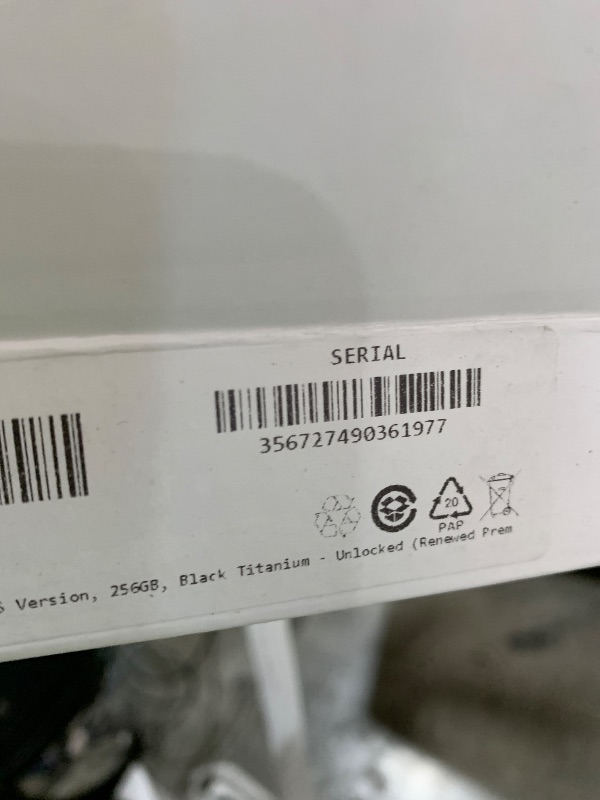 SERIAL
356727490361977
20
PAP
Version, 256GB, Black Titanium - Unlocked (Renewed Prem